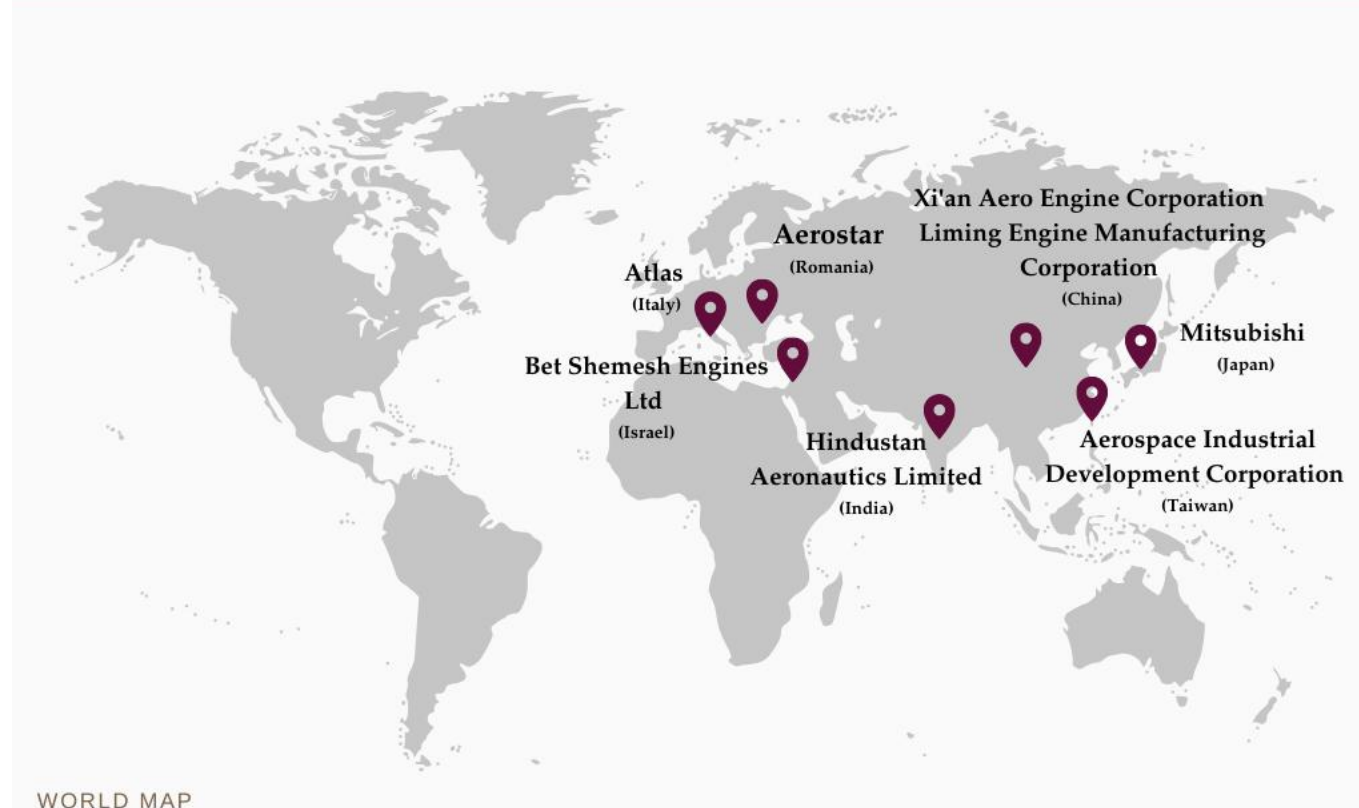 Xi'an Aero Engine Corporation
Liming Engine Manufacturing
Corporation
(China)
Aerostar
(Romania)
Atlas
(Italy)
Mitsubishi
(Japan)
Bet Shemesh Engines
Ltd
(Israel)
Hindustan
Aeronautics Limited
(India)
Aerospace Industrial
Development Corporation
(Taiwan)
WORLD MAP